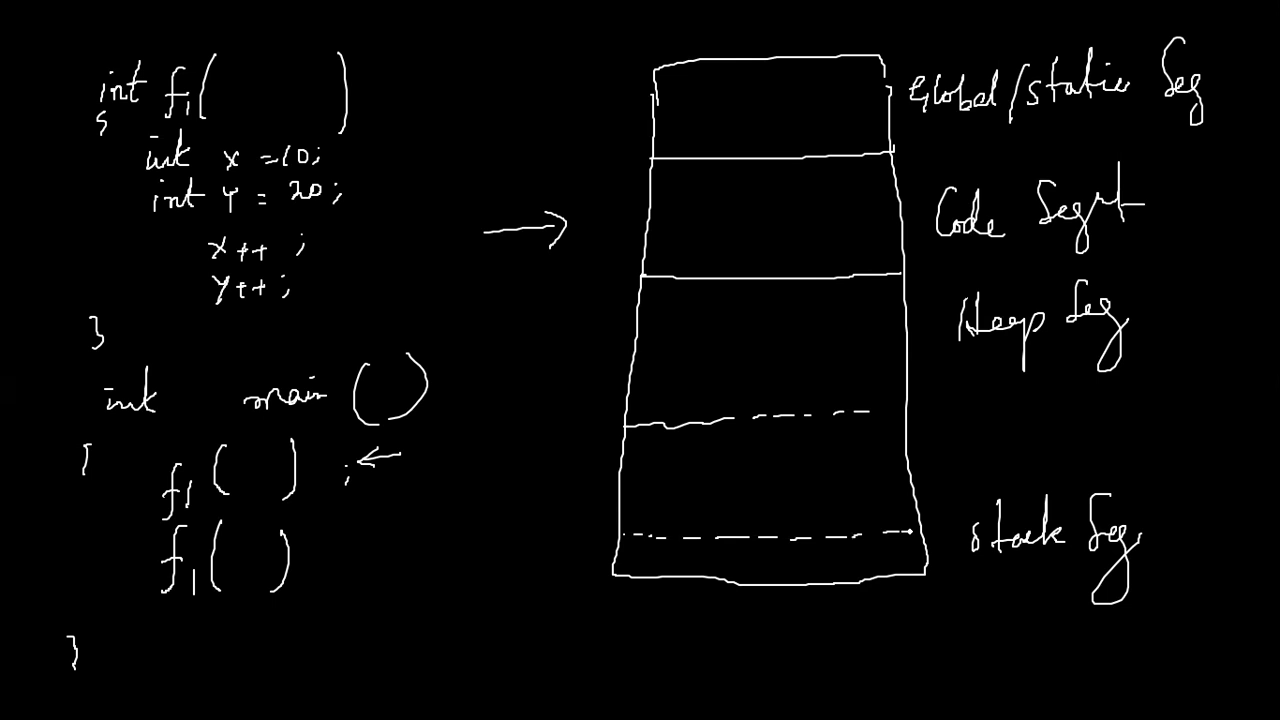 int f1( )
{
int x = 10;
int y = 20;
x++ ;
y++ ;
}
int main ( )
{
f1 ( ) ;
f1 ( )
}
Global/static Seg
Code Segmt
Heap Seg
stack Seg